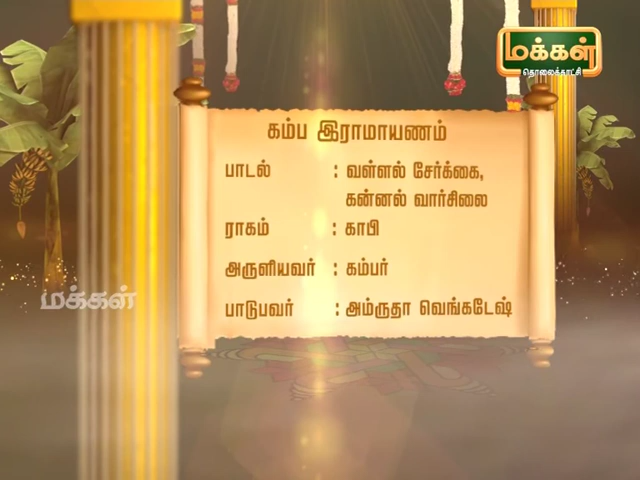 மக்கள்
தொலைக்காட்சி
கம்ப இராமாயணம்
பாடல் : வள்ளல் சேர்க்கை,
கன்னல் வார்சிலை
ராகம் : காபி
அருளியவர் : கம்பர்
பாடுபவர் : அம்ருதா வெங்கடேஷ்
மக்கள்